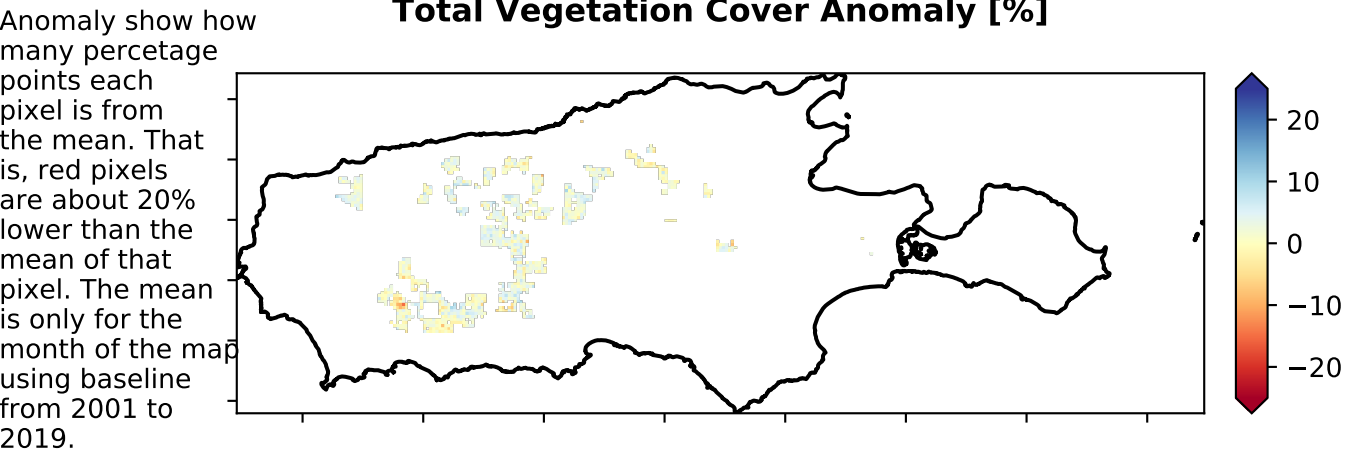 Total Vegetation Cover Anomaly [%]
Anomaly show how
many percetage
points each
pixel is from
the mean. That
is, red pixels
are about 20%
lower than the
mean of that
pixel. The mean
is only for the
month of the map
using baseline
from 2001 to
2019.
20
10
0
−10
−20